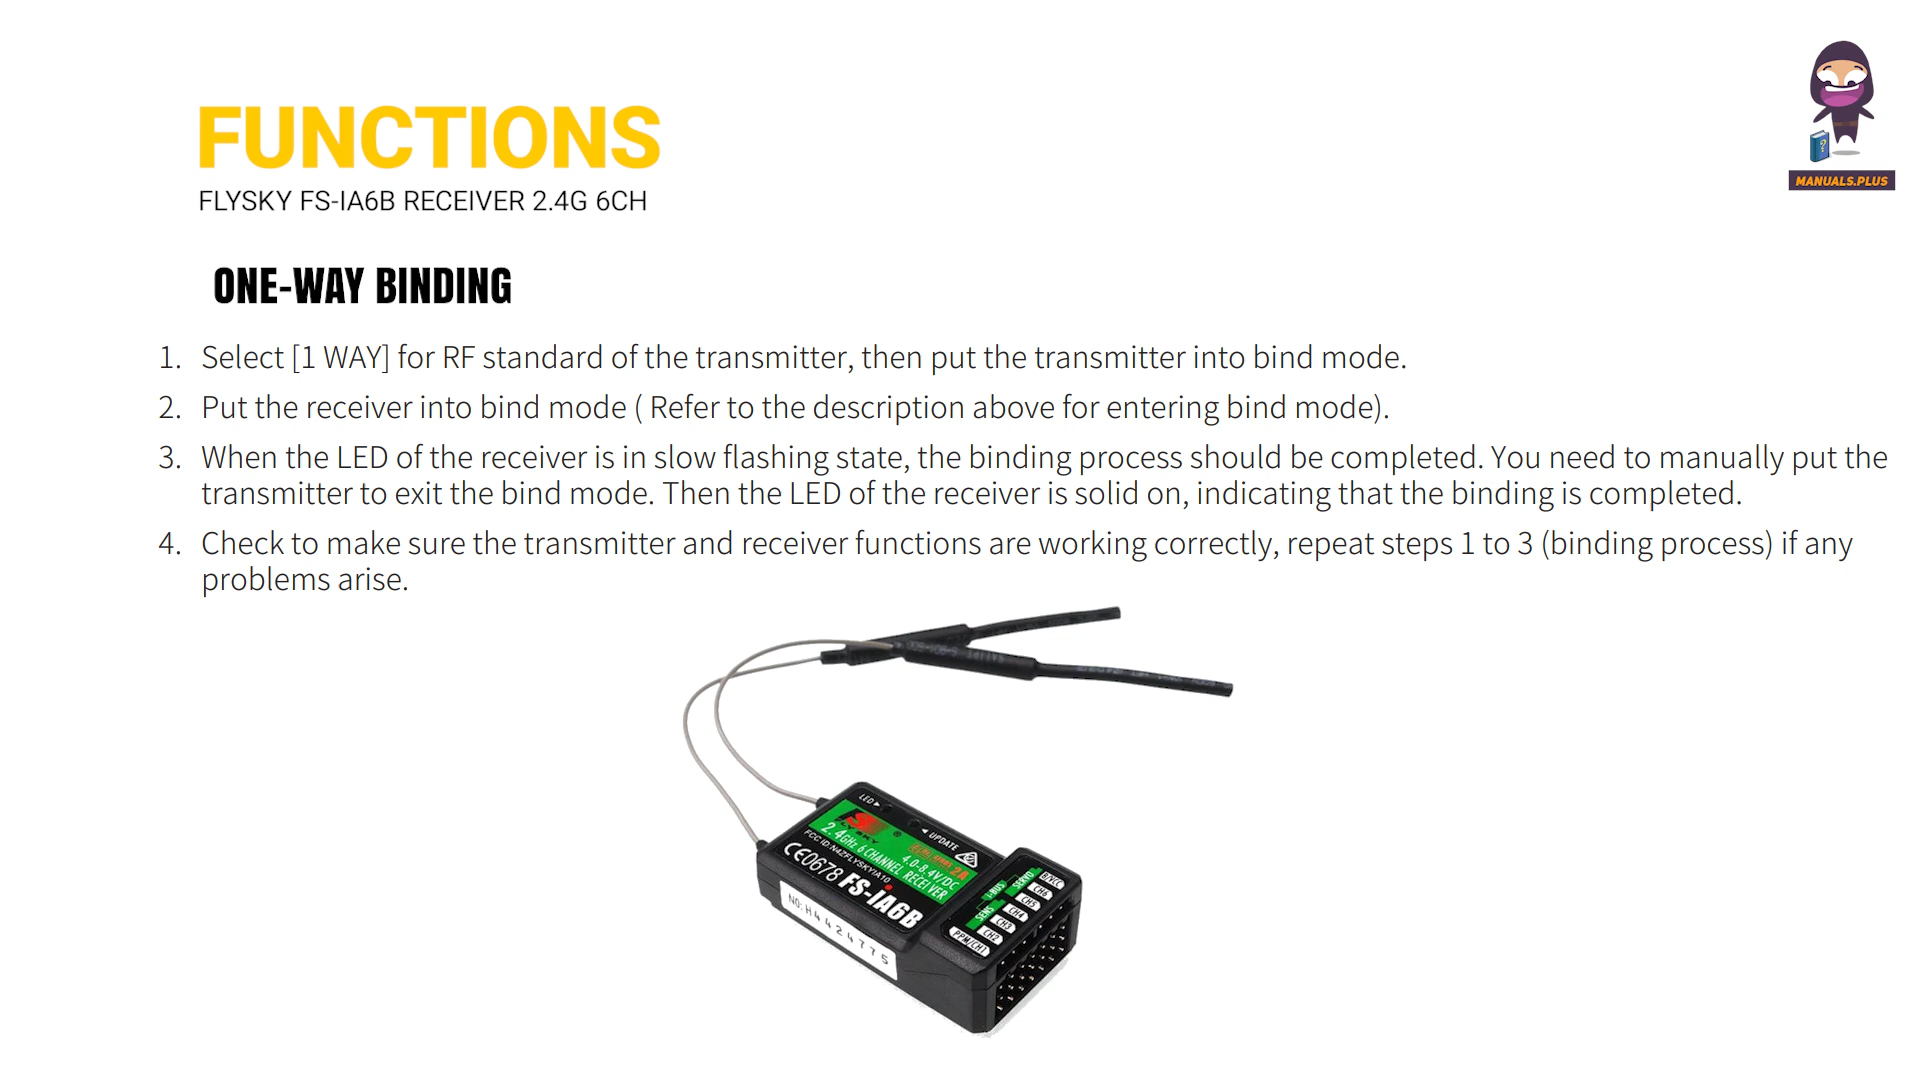 FUNCTIONS
FLYSKY FS-IA6B RECEIVER 2.4G 6CH
MANUALS.PLUS
ONE-WAY BINDING
1. Select [1 WAY] for RF standard of the transmitter, then put the transmitter into bind mode.
2. Put the receiver into bind mode ( Refer to the description above for entering bind mode).
3. When the LED of the receiver is in slow flashing state, the binding process should be completed. You need to manually put the
transmitter to exit the bind mode. Then the LED of the receiver is solid on, indicating that the binding is completed.
4. Check to make sure the transmitter and receiver functions are working correctly, repeat steps 1 to 3 (binding process) if any
problems arise.
LED
UPDATE
FLYSKY
2.4GHz 6 CHANNEL RECEIVER
4.0-8.4V/DC
2A
FCC ID:N4ZFLYSKYIA10
CE0678 FS-iA6B
NO: H4424775
SENS
i-BUS
SERVO
B/VCC
CH6
CH5
CH4
CH3
CH2
PPM/CH1